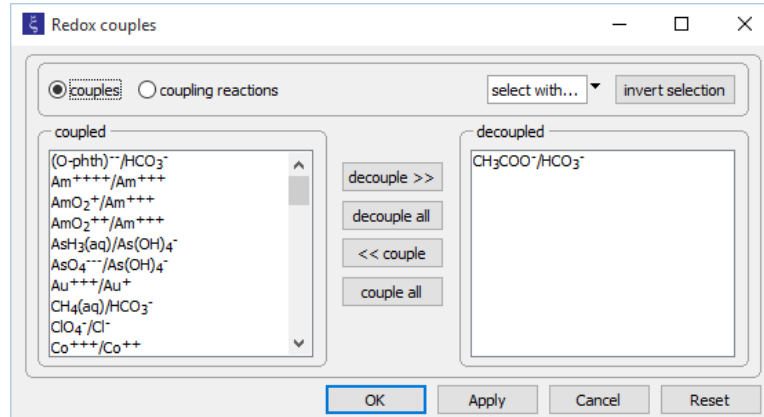 ξ Redox couples
couples coupling reactions select with... invert selection
coupled
(O-phth)⁻⁻/HCO₃⁻
Am⁺⁺⁺⁺/Am⁺⁺⁺
AmO₂⁺/Am⁺⁺⁺
AmO₂⁺⁺/Am⁺⁺⁺
AsH₃(aq)/As(OH)₄⁻
AsO₄⁻⁻⁻/As(OH)₄⁻
Au⁺⁺⁺/Au⁺
CH₄(aq)/HCO₃⁻
ClO₄⁻/Cl⁻
Co⁺⁺⁺/Co⁺⁺
decouple >>
decouple all
<< couple
couple all
decoupled
CH₃COO⁻/HCO₃⁻
OK Apply Cancel Reset